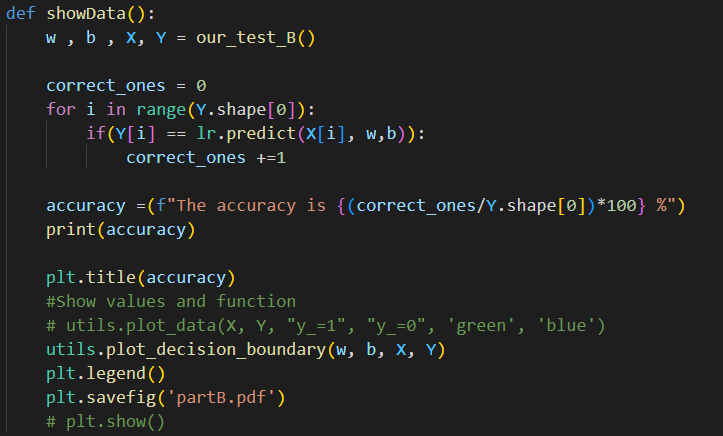 def showData():
    w , b , X, Y = our_test_B()

    correct_ones = 0
    for i in range(Y.shape[0]):
        if(Y[i] == lr.predict(X[i], w,b)):
            correct_ones +=1

    accuracy =(f"The accuracy is {(correct_ones/Y.shape[0])*100} %")
    print(accuracy)

    plt.title(accuracy)
    #Show values and function
    # utils.plot_data(X, Y, "y_=1", "y_=0", 'green', 'blue')
    utils.plot_decision_boundary(w, b, X, Y)
    plt.legend()
    plt.savefig('partB.pdf')
    # plt.show()